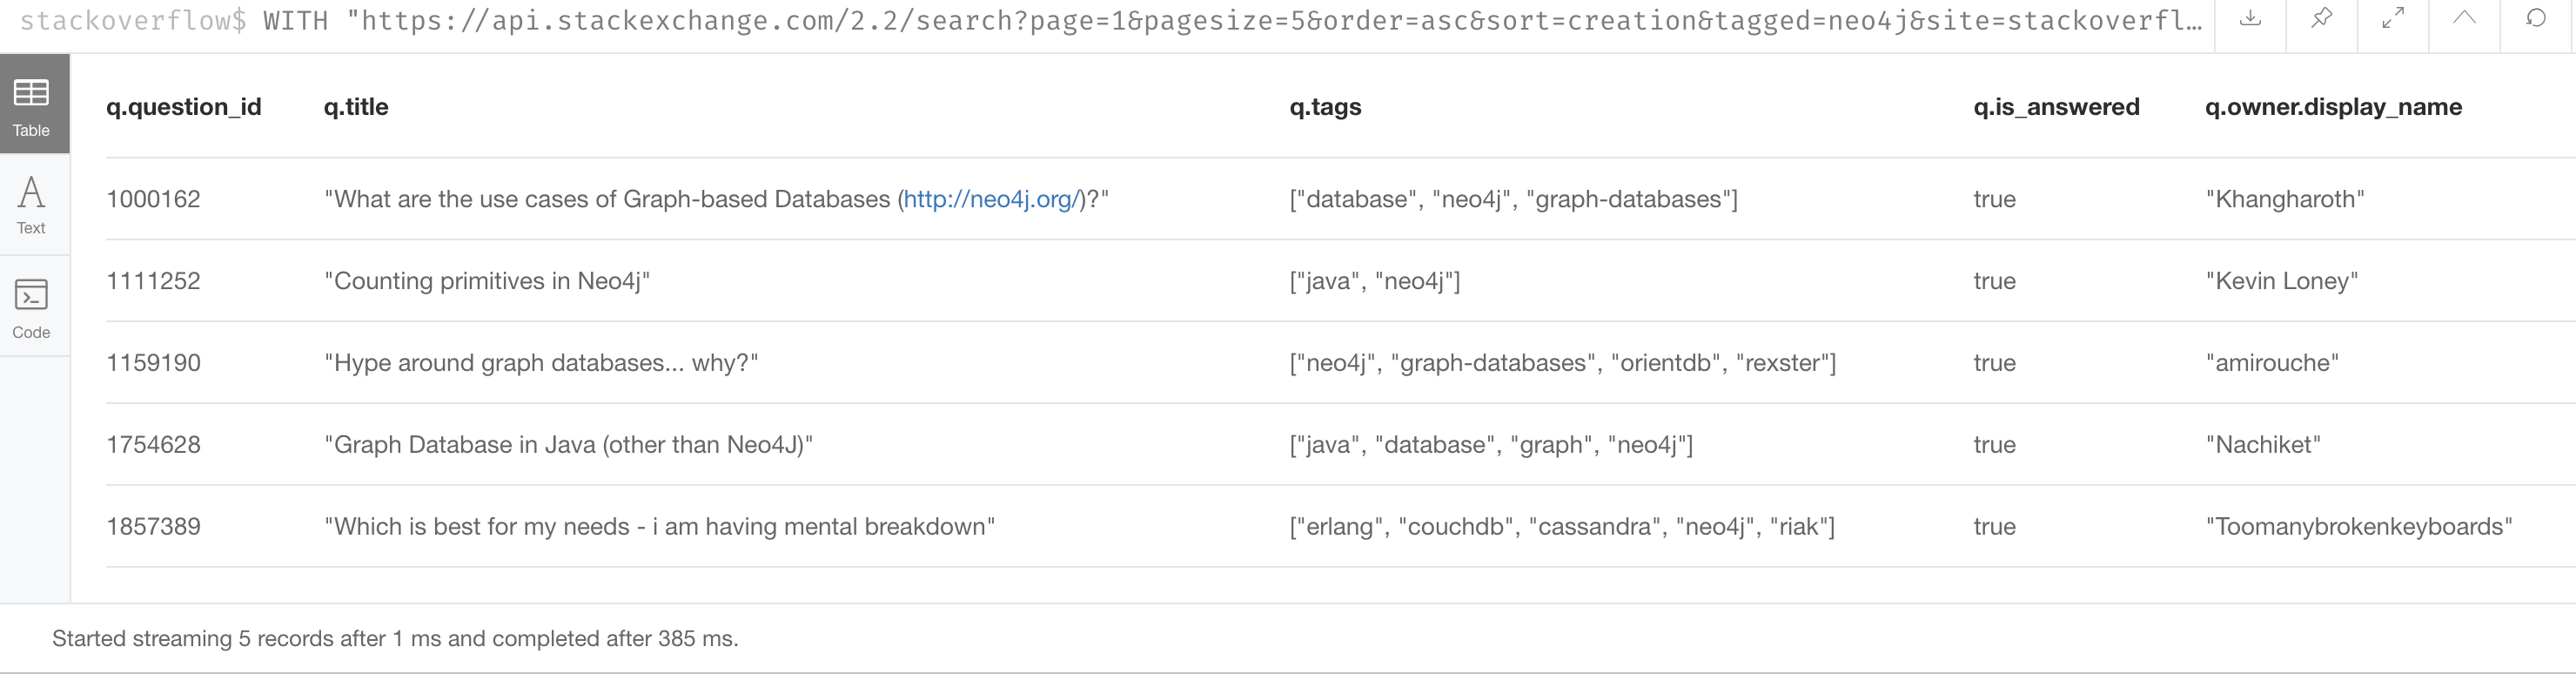 stackoverflow$ WITH "https://api.stackexchange.com/2.2/search?page=1&pagesize=5&order=asc&sort=creation&tagged=neo4j&site=stackoverfl…
Table
Text
Code
q.question_id q.title q.tags q.is_answered q.owner.display_name
1000162 "What are the use cases of Graph-based Databases (http://neo4j.org/)?" ["database", "neo4j", "graph-databases"] true "Khangharoth"
1111252 "Counting primitives in Neo4j" ["java", "neo4j"] true "Kevin Loney"
1159190 "Hype around graph databases... why?" ["neo4j", "graph-databases", "orientdb", "rexster"] true "amirouche"
1754628 "Graph Database in Java (other than Neo4J)" ["java", "database", "graph", "neo4j"] true "Nachiket"
1857389 "Which is best for my needs - i am having mental breakdown" ["erlang", "couchdb", "cassandra", "neo4j", "riak"] true "Toomanybrokenkeyboards"
Started streaming 5 records after 1 ms and completed after 385 ms.